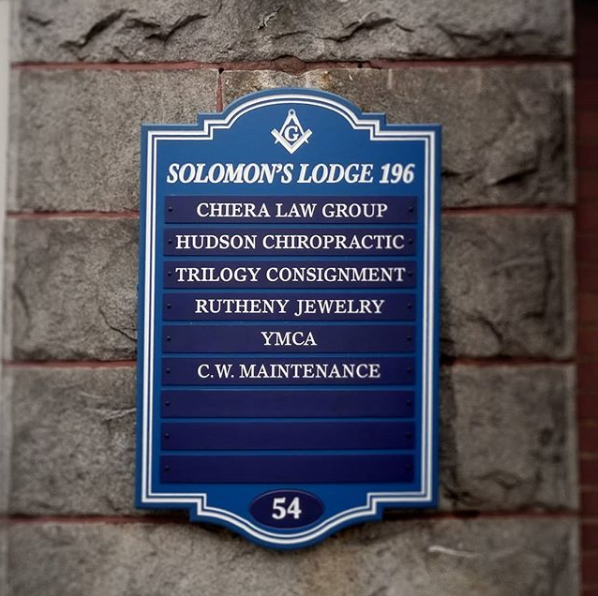 G
SOLOMON'S LODGE 196
CHIERA LAW GROUP
HUDSON CHIROPRACTIC
TRILOGY CONSIGNMENT
RUTHENY JEWELRY
YMCA
C.W. MAINTENANCE
54